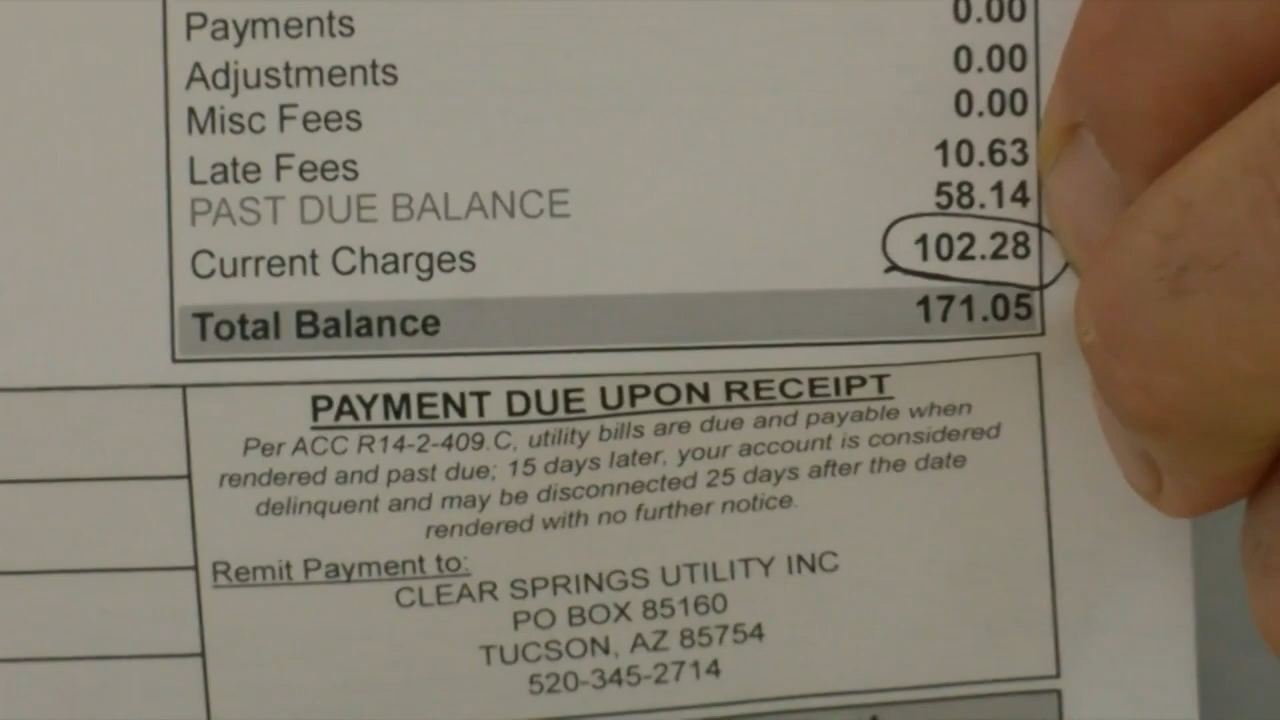 Payments 0.00
Adjustments 0.00
Misc Fees 0.00
Late Fees 10.63
PAST DUE BALANCE 58.14
Current Charges 102.28
Total Balance 171.05
PAYMENT DUE UPON RECEIPT
Per ACC R14-2-409.C, utility bills are due and payable when
rendered and past due; 15 days later, your account is considered
delinquent and may be disconnected 25 days after the date
rendered with no further notice.
Remit Payment to:
CLEAR SPRINGS UTILITY INC
PO BOX 85160
TUCSON, AZ 85754
520-345-2714